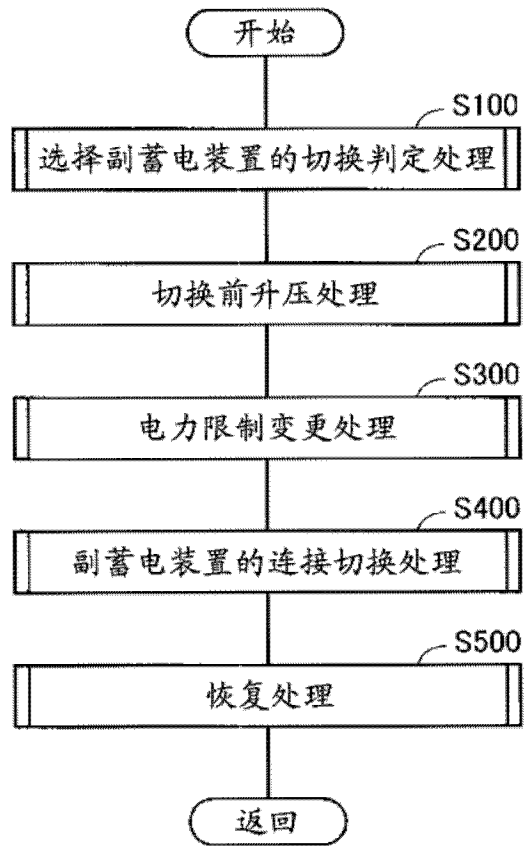 开始
S100
选择副蓄电装置的切换判定处理
S200
切换前升压处理
S300
电力限制变更处理
S400
副蓄电装置的连接切换处理
S500
恢复处理
返回